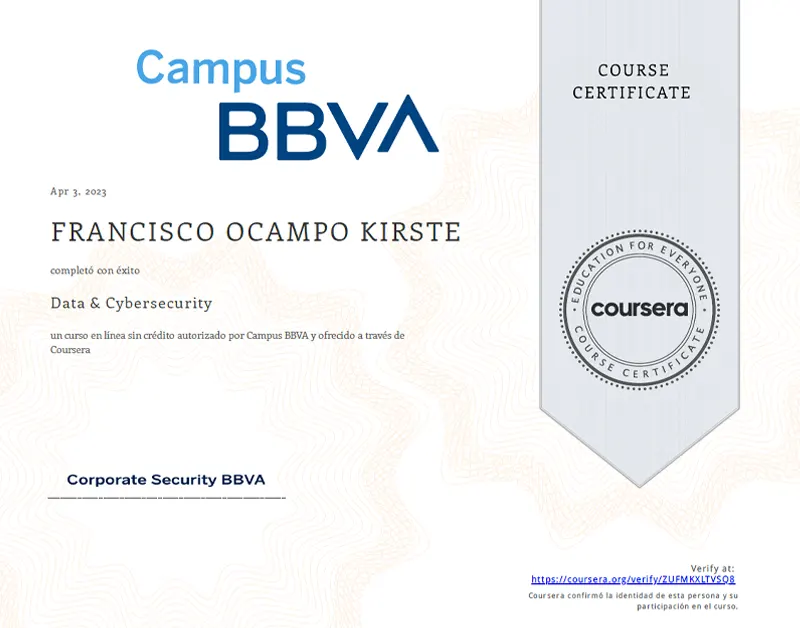 Campus
BBVA
COURSE
CERTIFICATE
Apr 3, 2023
FRANCISCO OCAMPO KIRSTE
completó con éxito
Data & Cybersecurity
un curso en línea sin crédito autorizado por Campus BBVA y ofrecido a través de
Coursera
EDUCATION FOR EVERYONE
coursera
COURSE CERTIFICATE
Corporate Security BBVA
Verify at:
https://coursera.org/verify/ZUFMKXLTVSQ8
Coursera confirmó la identidad de esta persona y su
participación en el curso.